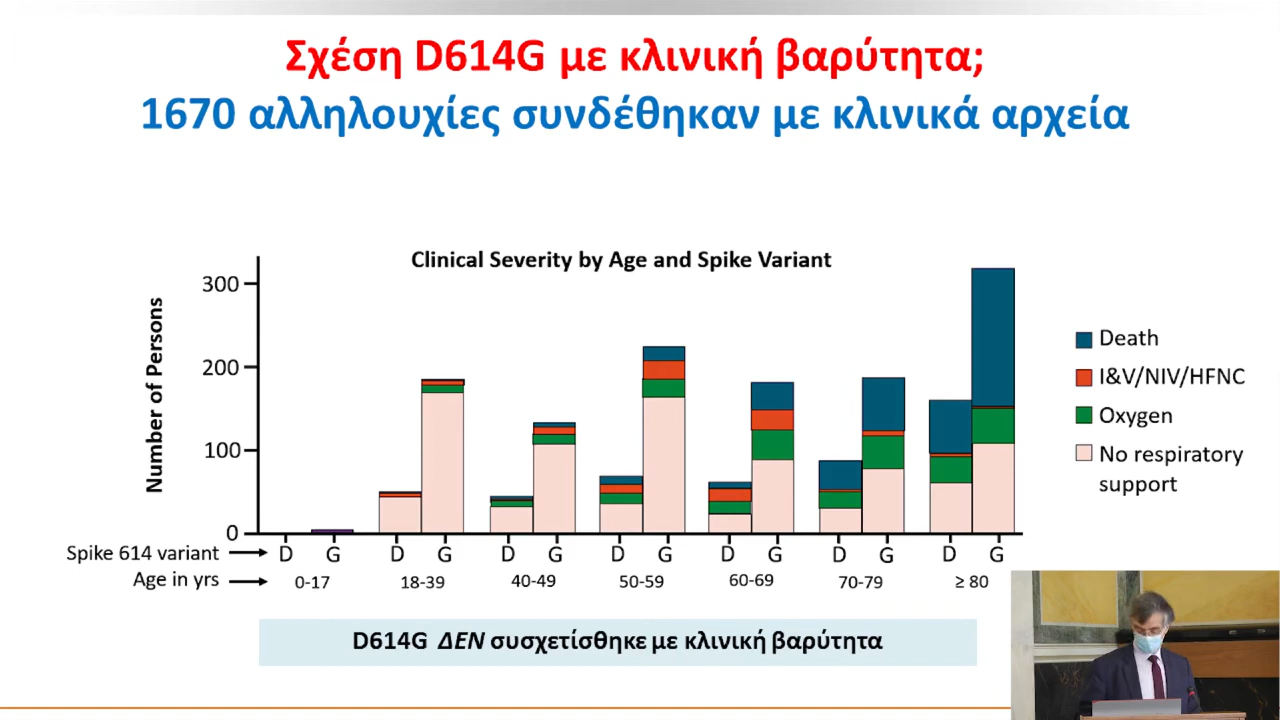 Σχέση D614G με κλινική βαρύτητα;
1670 αλληλουχίες συνδέθηκαν με κλινικά αρχεία
Clinical Severity by Age and Spike Variant
Number of Persons
300
200
100
0
Death
I&V/NIV/HFNC
Oxygen
No respiratory
support
Spike 614 variant D G D G D G D G D G D G D G
Age in yrs 0-17 18-39 40-49 50-59 60-69 70-79 ≥ 80
D614G ΔΕΝ συσχετίσθηκε με κλινική βαρύτητα